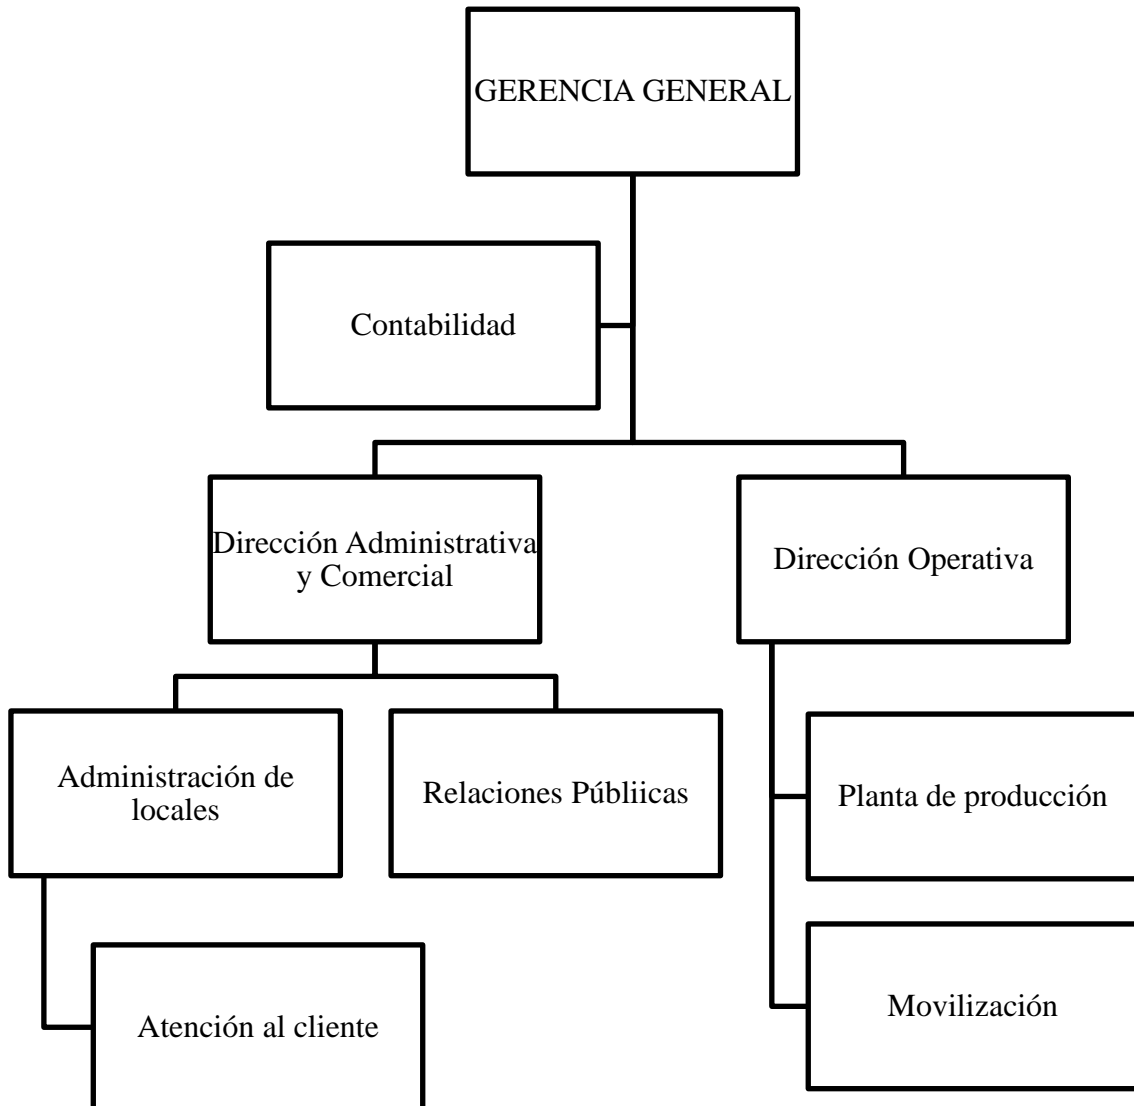 GERENCIA GENERAL
Contabilidad
Dirección Administrativa
y Comercial
Dirección Operativa
Administración de
locales
Relaciones Públiicas
Planta de producción
Atención al cliente
Movilización